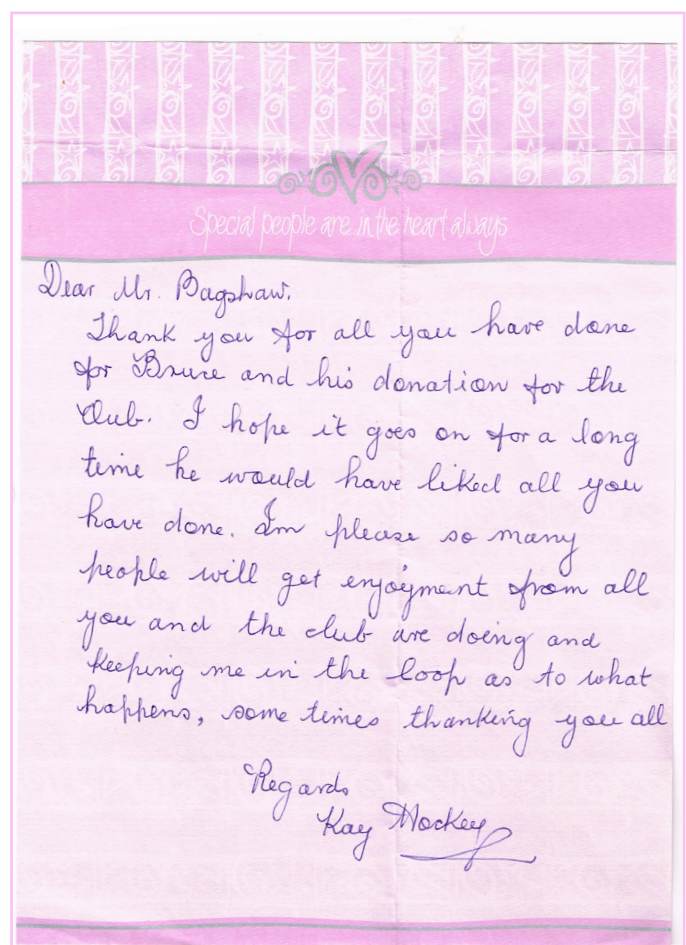 Special people are in the heart always
Dear Mr. Bagshaw,
Thank you for all you have done
for Bruce and his donation for the
Club. I hope it goes on for a long
time he would have liked all you
have done. I am please so many
people will get enjoyment from all
you and the club are doing and
keeping me in the loop as to what
happens, some times thanking you all
Regards
Kay Hockey